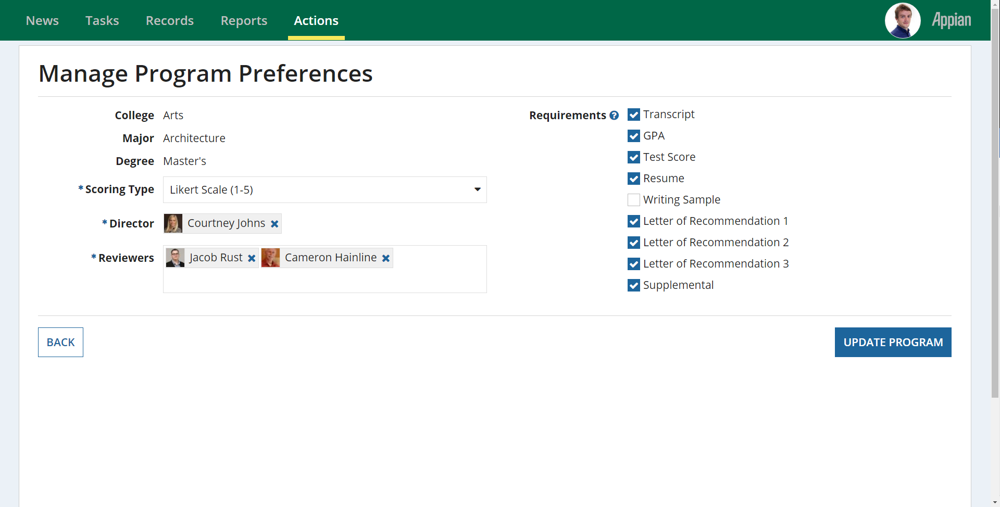 News Tasks Records Reports Actions Appian
Manage Program Preferences
College Arts
Major Architecture
Degree Master's
*Scoring Type Likert Scale (1-5)
*Director Courtney Johns
*Reviewers Jacob Rust Cameron Hainline
Requirements ?
Transcript
GPA
Test Score
Resume
Writing Sample
Letter of Recommendation 1
Letter of Recommendation 2
Letter of Recommendation 3
Supplemental
BACK UPDATE PROGRAM